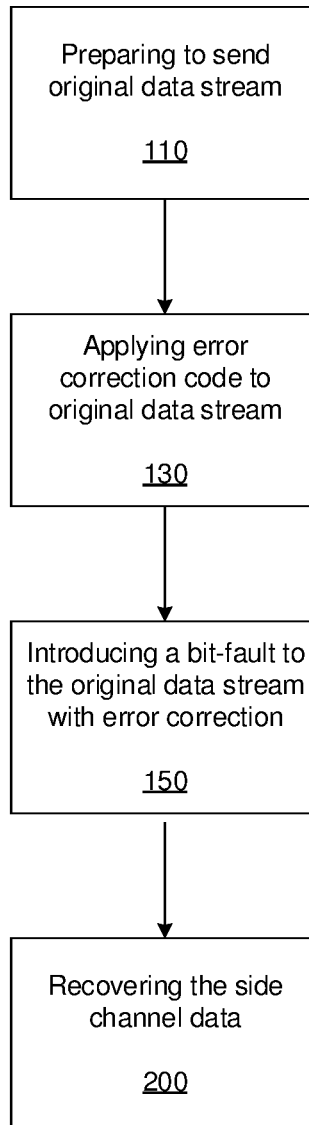 Preparing to send
original data stream
110
Applying error
correction code to
original data stream
130
Introducing a bit-fault to
the original data stream
with error correction
150
Recovering the side
channel data
200